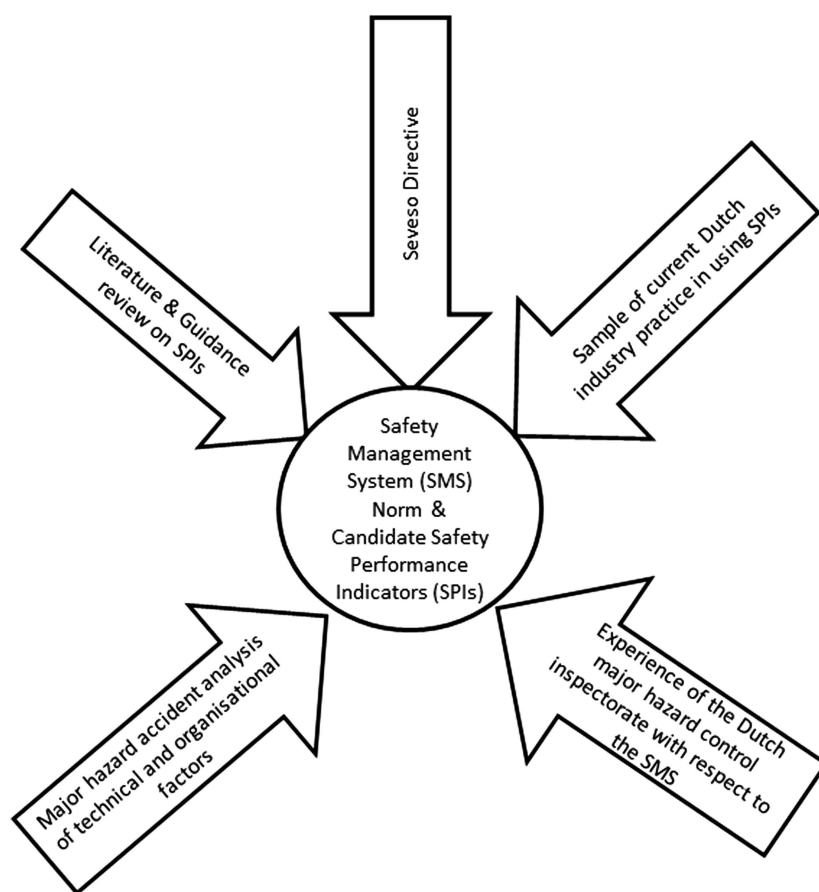 Seveso Directive
Literature & Guidance
review on SPIs
Sample of current Dutch
industry practice in using SPIs
Safety
Management
System (SMS)
Norm &
Candidate Safety
Performance
Indicators (SPIs)
Major hazard accident analysis
of technical and organisational
factors
Experience of the Dutch
major hazard control
inspectorate with respect to
the SMS